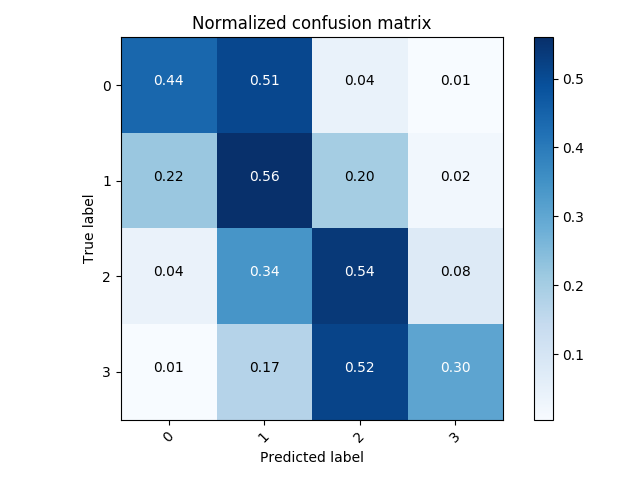 Normalized confusion matrix
True label
0 0.44 0.51 0.04 0.01
1 0.22 0.56 0.20 0.02
2 0.04 0.34 0.54 0.08
3 0.01 0.17 0.52 0.30
0 1 2 3
Predicted label
0.5
0.4
0.3
0.2
0.1